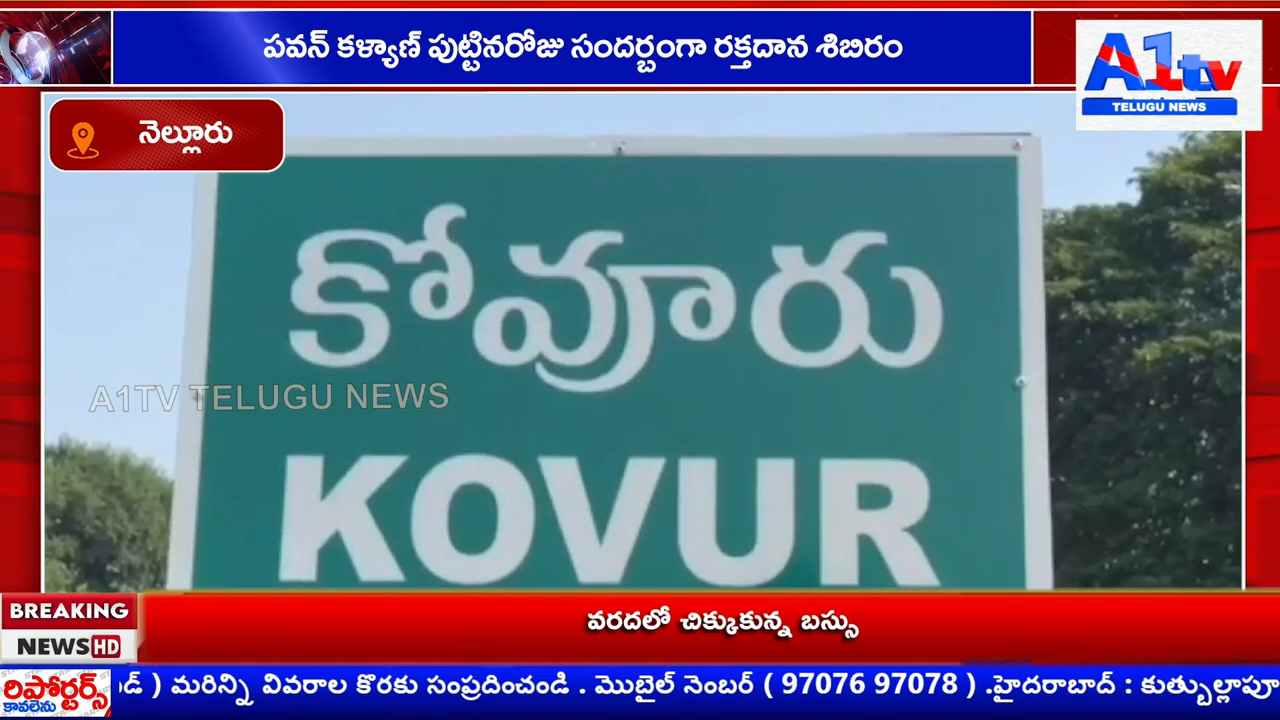 పవన్ కళ్యాణ్ పుట్టినరోజు సందర్బంగా రక్తదాన శిబిరం
A1tv
TELUGU NEWS
నెల్లూరు
కోవూరు
A1TV TELUGU NEWS
KOVUR
BREAKING
NEWS HD
వరదలో చిక్కుకున్న బస్సు
రిపోర్టర్స్
కావలెను
) మరిన్ని వివరాల కొరకు సంప్రదించండి . మొబైల్ నెంబర్ ( 97076 97078 ) .హైదరాబాద్ : కుత్బుల్లాపూ